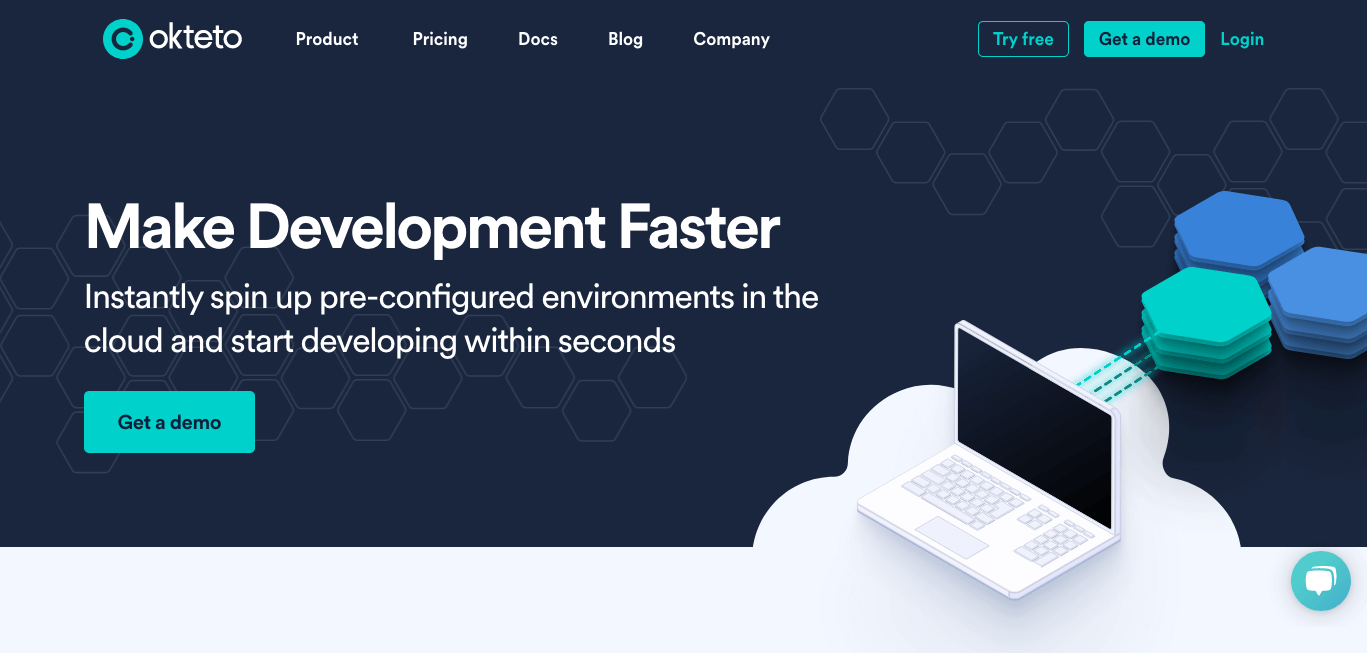 okteto
Product
Pricing
Docs
Blog
Company
Try free
Get a demo
Login
Make Development Faster
Instantly spin up pre-configured environments in the
cloud and start developing within seconds
Get a demo